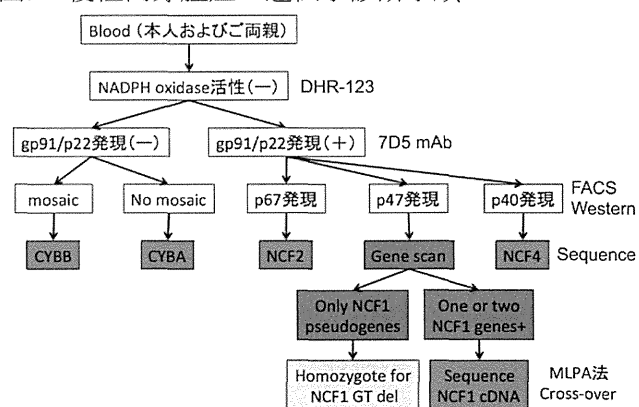 Blood (本人およびご両親)
NADPH oxidase活性(ー) DHR-123
gp91/p22発現(ー) gp91/p22発現(+) 7D5 mAb
mosaic No mosaic p67発現 p47発現 p40発現 FACS
Western
CYBB CYBA NCF2 Gene scan NCF4 Sequence
Only NCF1
pseudogenes
One or two
NCF1 genes+
Homozygote for
NCF1 GT del
Sequence
NCF1 cDNA
MLPA法
Cross-over